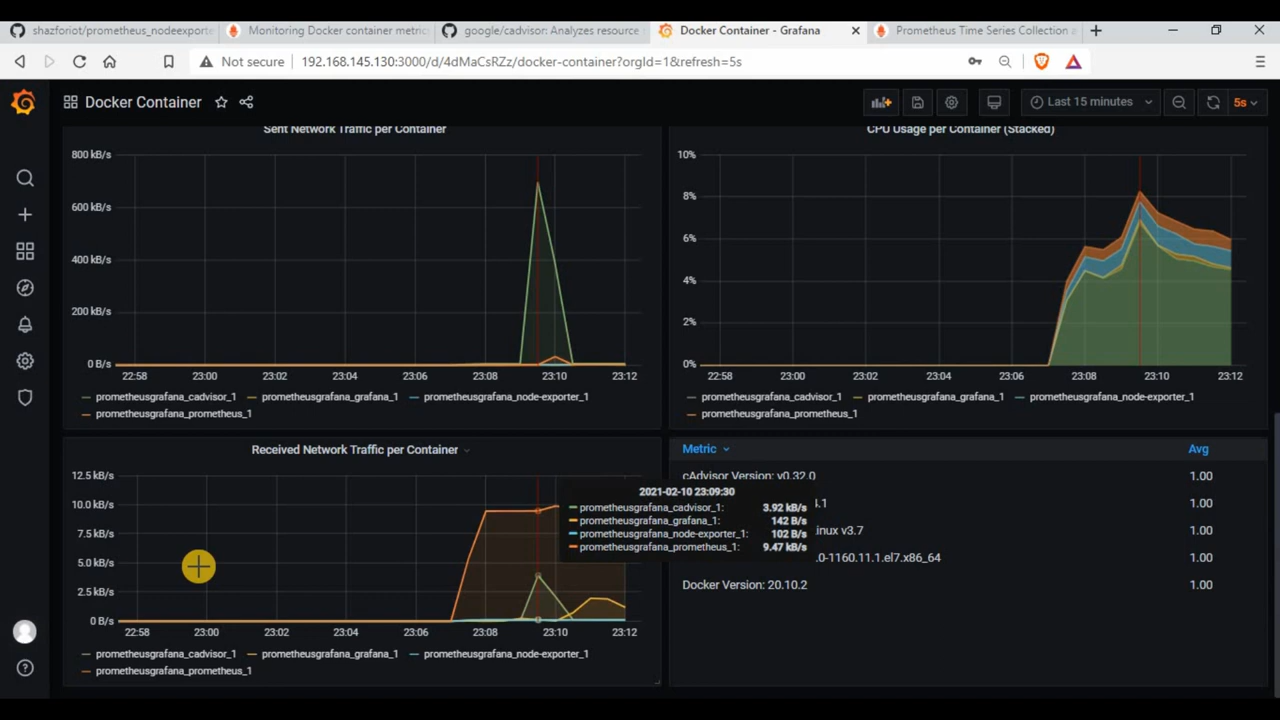 shazforiot/prometheus_nodeexporte
Monitoring Docker container metric
google/cadvisor: Analyzes resource
Docker Container - Grafana
Prometheus Time Series Collection a
Not secure
192.168.145.130:3000/d/4dMaCsRZz/docker-container?orgId=1&refresh=5s
Docker Container
Last 15 minutes
5s
Sent Network Traffic per Container
800 kB/s
600 kB/s
400 kB/s
200 kB/s
0 B/s
22:58 23:00 23:02 23:04 23:06 23:08 23:10 23:12
prometheusgrafana_cadvisor_1 prometheusgrafana_grafana_1 prometheusgrafana_node-exporter_1
prometheusgrafana_prometheus_1
CPU Usage per Container (Stacked)
10%
8%
6%
4%
2%
0%
22:58 23:00 23:02 23:04 23:06 23:08 23:10 23:12
prometheusgrafana_cadvisor_1 prometheusgrafana_grafana_1 prometheusgrafana_node-exporter_1
prometheusgrafana_prometheus_1
Received Network Traffic per Container
12.5 kB/s
10.0 kB/s
7.5 kB/s
5.0 kB/s
2.5 kB/s
0 B/s
22:58 23:00 23:02 23:04 23:06 23:08 23:10 23:12
prometheusgrafana_cadvisor_1 prometheusgrafana_grafana_1 prometheusgrafana_node-exporter_1
prometheusgrafana_prometheus_1
2021-02-10 23:09:30
prometheusgrafana_cadvisor_1: 3.92 kB/s
prometheusgrafana_grafana_1: 142 B/s
prometheusgrafana_node-exporter_1: 102 B/s
prometheusgrafana_prometheus_1: 9.47 kB/s
Metric Avg
cAdvisor Version: v0.32.0 1.00
.1 1.00
inux v3.7 1.00
.0-1160.11.1.el7.x86_64 1.00
Docker Version: 20.10.2 1.00